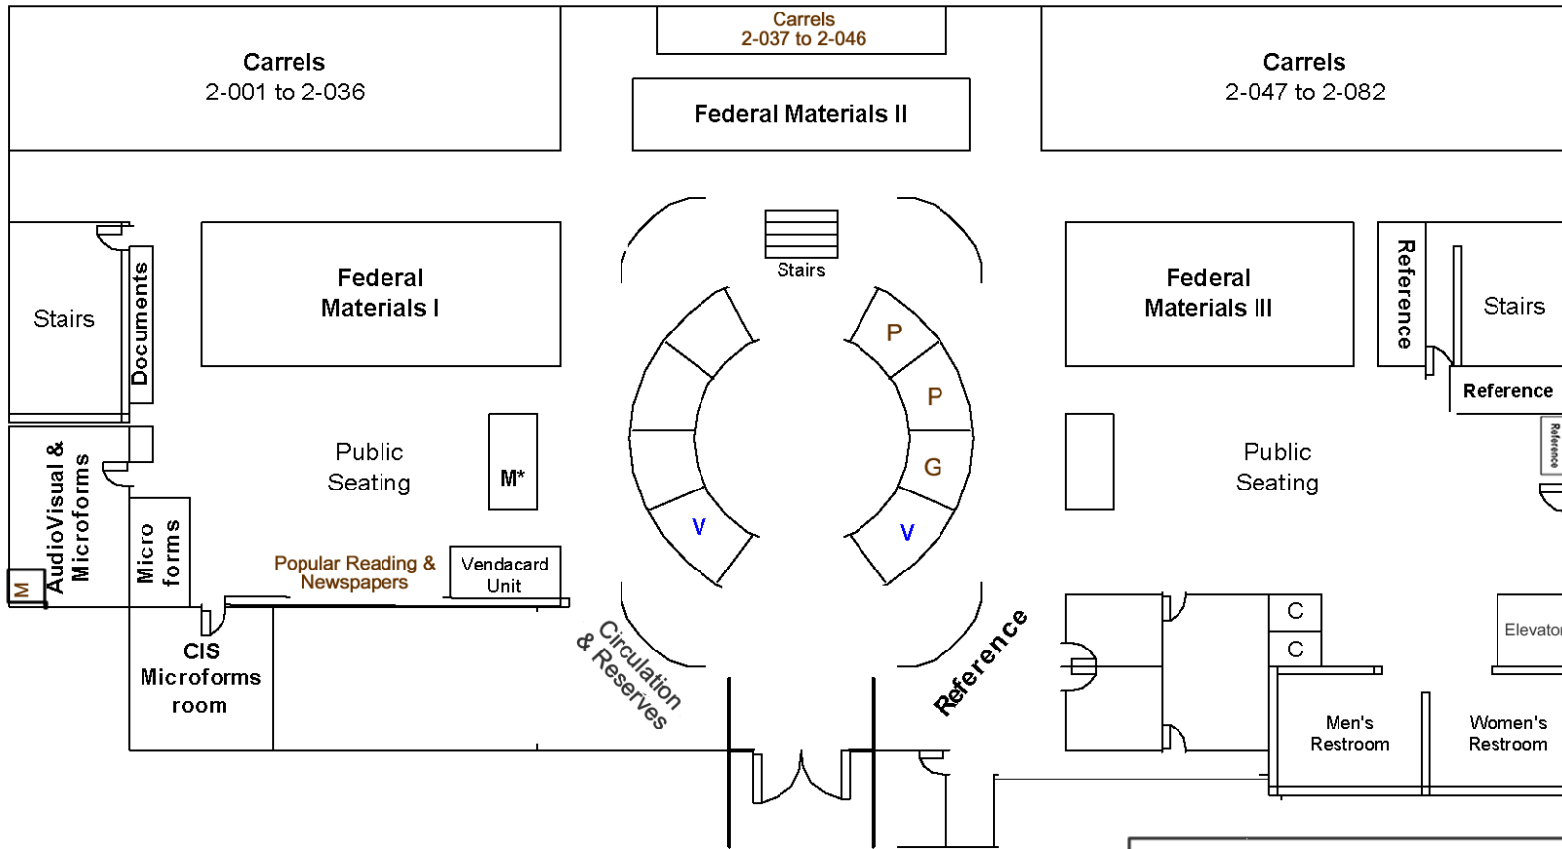 Carrels
2-001 to 2-036
Carrels
2-037 to 2-046
Carrels
2-047 to 2-082
Federal Materials II
Stairs
Documents
Federal
Materials I
Stairs
Federal
Materials III
Reference
Stairs
Reference
Reference
P
P
G
V
V
Public
Seating
M*
Public
Seating
AudioVisual &
Microforms
M
Micro
forms
Popular Reading &
Newspapers
Vendacard
Unit
CIS
Microforms
room
Circulation
& Reserves
Reference
C
C
Elevator
Men's
Restroom
Women's
Restroom